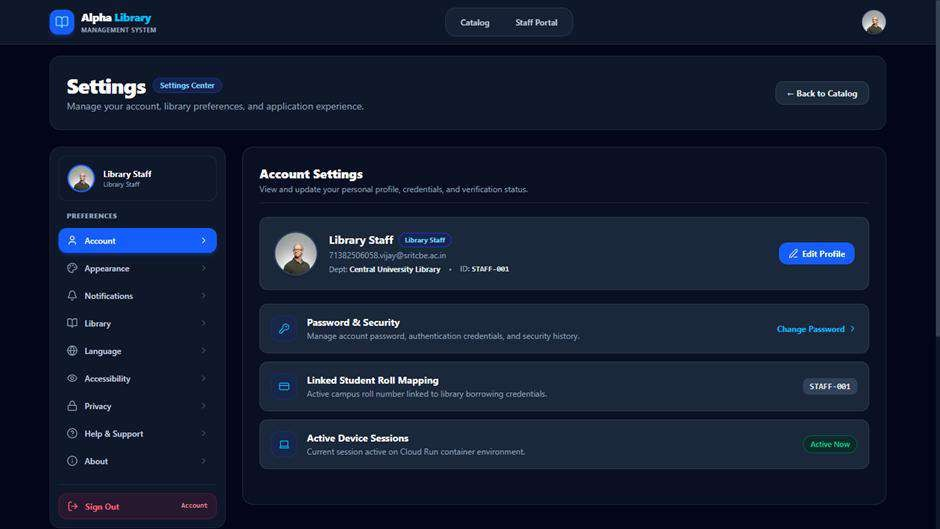 Alpha Library
MANAGEMENT SYSTEM
Catalog
Staff Portal
Settings
Settings Center
Manage your account, library preferences, and application experience.
← Back to Catalog
Library Staff
Library Staff
PREFERENCES
Account
Appearance
Notifications
Library
Language
Accessibility
Privacy
Help & Support
About
Sign Out
Account
Account Settings
View and update your personal profile, credentials, and verification status.
Library Staff
Library Staff
71382506058.vijay@sritcbe.ac.in
Dept: Central University Library • ID: STAFF-001
Edit Profile
Password & Security
Manage account password, authentication credentials, and security history.
Change Password
Linked Student Roll Mapping
Active campus roll number linked to library borrowing credentials.
STAFF-001
Active Device Sessions
Current session active on Cloud Run container environment.
Active Now